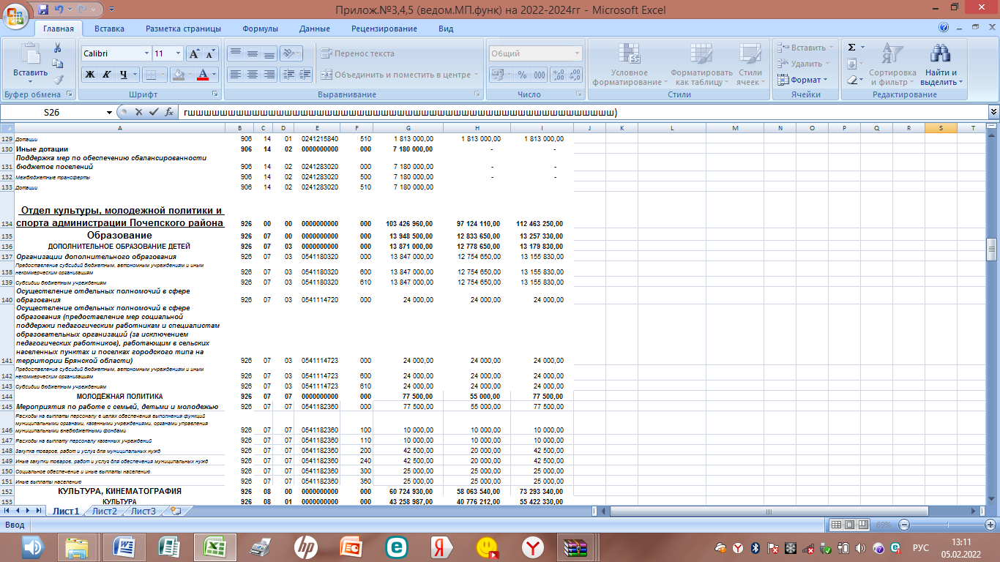 Прилож.№3,4,5 (ведом.МП.функ) на 2022-2024гг - Microsoft Excel
Главная Вставка Разметка страницы Формулы Данные Рецензирование Вид
Calibri 11 Перенос текста Общий Вставить Σ
Вставить Ж К Ч Объединить и поместить в центре % 000 Условное форматирование Форматировать как таблицу Стили ячеек Удалить Формат Сортировка и фильтр Найти и выделить
Буфер обмена Шрифт Выравнивание Число Стили Ячейки Редактирование
A B C D E F G H I J K L M N O P Q R S T
129 Дотации 906 14 01 0241215840 510 1 813 000,00 1 813 000,00 1 813 000,00
130 Иные дотации 906 14 02 0000000000 000 7 180 000,00 - -
Поддержка мер по обеспечению сбалансированности
131 бюджетов поселений 906 14 02 0241283020 000 7 180 000,00 - -
132 Межбюджетные трансферты 906 14 02 0241283020 500 7 180 000,00 - -
133 Дотации 906 14 02 0241283020 510 7 180 000,00
Отдел культуры, молодежной политики и
134 спорта администрации Почепского района 926 00 00 0000000000 000 103 426 960,00 97 124 110,00 112 463 250,00
135 Образование 926 07 00 0000000000 000 13 948 500,00 12 833 650,00 13 257 330,00
136 ДОПОЛНИТЕЛЬНОЕ ОБРАЗОВАНИЕ ДЕТЕЙ 926 07 03 0000000000 000 13 871 000,00 12 778 650,00 13 179 830,00
137 Организации дополнительного образования 926 07 03 0541180320 000 13 847 000,00 12 754 650,00 13 155 830,00
Предоставление субсидий бюджетным, автономным учреждениям и иным
138 некоммерческим организациям 926 07 03 0541180320 600 13 847 000,00 12 754 650,00 13 155 830,00
139 Субсидии бюджетным учреждениям 926 07 03 0541180320 610 13 847 000,00 12 754 650,00 13 155 830,00
Осуществление отдельных полномочий в сфере
140 образования 926 07 03 0541114720 000 24 000,00 24 000,00 24 000,00
Осуществление отдельных полномочий в сфере
образования (предоставление мер социальной
поддержки педагогическим работникам и специалистам
образовательных организаций (за исключением
педагогических работников), работающим в сельских
населенных пунктах и поселках городского типа на
141 территории Брянской области) 926 07 03 0541114723 000 24 000,00 24 000,00 24 000,00
Предоставление субсидий бюджетным, автономным учреждениям и иным
142 некоммерческим организациям 926 07 03 0541114723 600 24 000,00 24 000,00 24 000,00
143 Субсидии бюджетным учреждениям 926 07 03 0541114723 610 24 000,00 24 000,00 24 000,00
144 МОЛОДЁЖНАЯ ПОЛИТИКА 926 07 07 0000000000 000 77 500,00 55 000,00 77 500,00
145 Мероприятия по работе с семьей, детьми и молодежью 926 07 07 0541182360 000 77 500,00 55 000,00 77 500,00
Расходы на выплаты персоналу в целях обеспечения выполнения функций
муниципальными органами, казенными учреждениями, органами управления
146 муниципальными внебюджетными фондами 926 07 07 0541182360 100 10 000,00 10 000,00 10 000,00
147 Расходы на выплату персоналу казенных учреждений 926 07 07 0541182360 110 10 000,00 10 000,00 10 000,00
148 Закупка товаров, работ и услуг для муниципальных нужд 926 07 07 0541182360 200 42 500,00 20 000,00 42 500,00
149 Иные закупки товаров, работ и услуг для обеспечения муниципальных нужд 926 07 07 0541182360 240 42 500,00 20 000,00 42 500,00
150 Социальное обеспечение и иные выплаты населению 926 07 07 0541182360 300 25 000,00 25 000,00 25 000,00
151 Иные выплаты населению 926 07 07 0541182360 360 25 000,00 25 000,00 25 000,00
152 КУЛЬТУРА, КИНЕМАТОГРАФИЯ 926 08 00 0000000000 000 60 724 930,00 58 063 540,00 73 293 340,00
153 КУЛЬТУРА 926 08 01 0000000000 000 43 258 987,00 40 776 212,00 55 422 330,00
Лист1 Лист2 Лист3
Ввод 69%
РУС 13:11
05.02.2022